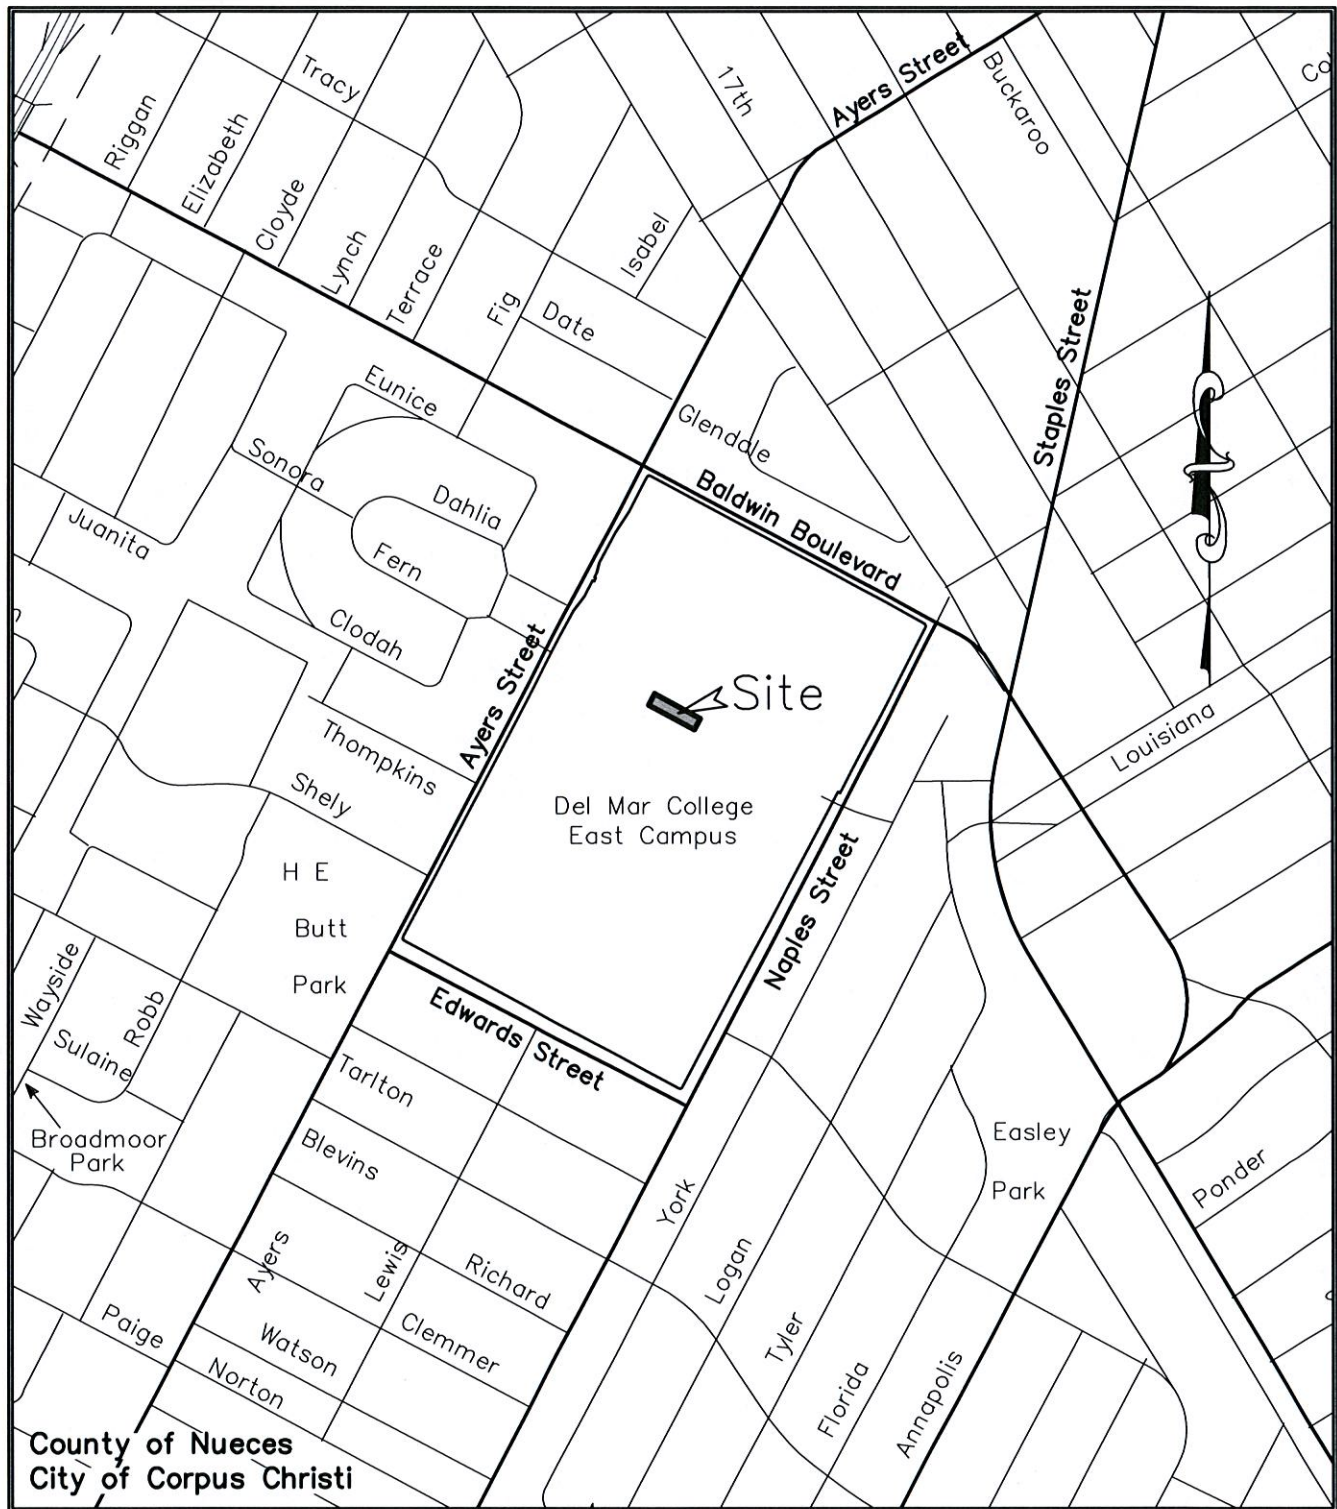 Tracy
17th
Ayers Street
Buckaroo
Riggan
Elizabeth
Cloyde
Lynch
Terrace
Fig
Isabel
Date
Staples Street
Eunice
Glendale
Sonora
Dahlia
Baldwin Boulevard
Juanita
Fern
Clodah
Ayers Street
Site
Louisiana
Thompkins
Shely
Del Mar College
East Campus
H E
Butt
Park
Naples Street
Wayside
Robb
Sulaine
Edwards Street
Tarlton
Broadmoor
Park
Blevins
Easley
Park
Ponder
York
Ayers
Lewis
Richard
Logan
Paige
Watson
Clemmer
Tyler
Norton
Florida
Annapolis
County of Nueces
City of Corpus Christi